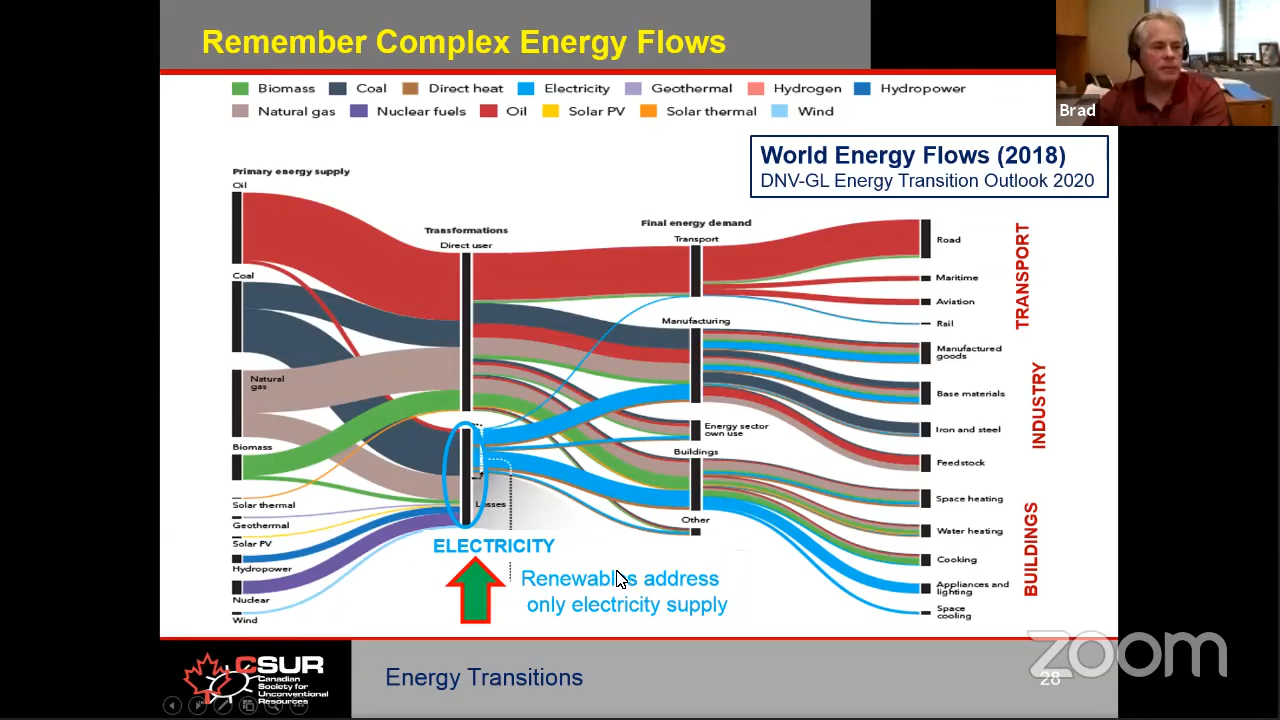 Remember Complex Energy Flows
Brad
Biomass Coal Direct heat Electricity Geothermal Hydrogen Hydropower
Natural gas Nuclear fuels Oil Solar PV Solar thermal Wind
World Energy Flows (2018)
DNV-GL Energy Transition Outlook 2020
Primary energy supply
Oil
Coal
Natural
gas
Biomass
Solar thermal
Geothermal
Solar PV
Hydropower
Nuclear
Wind
Transformations
Direct user
Losses
ELECTRICITY
Renewables address
only electricity supply
Final energy demand
Transport
Manufacturing
Energy sector
own use
Buildings
Other
Road
Maritime
Aviation
Rail
Manufactured
goods
Base materials
Iron and steel
Feedstock
Space heating
Water heating
Cooking
Appliances and
lighting
Space
cooling
TRANSPORT
INDUSTRY
BUILDINGS
CSUR
Canadian
Society for
Unconventional
Resources
Energy Transitions
zoom
28